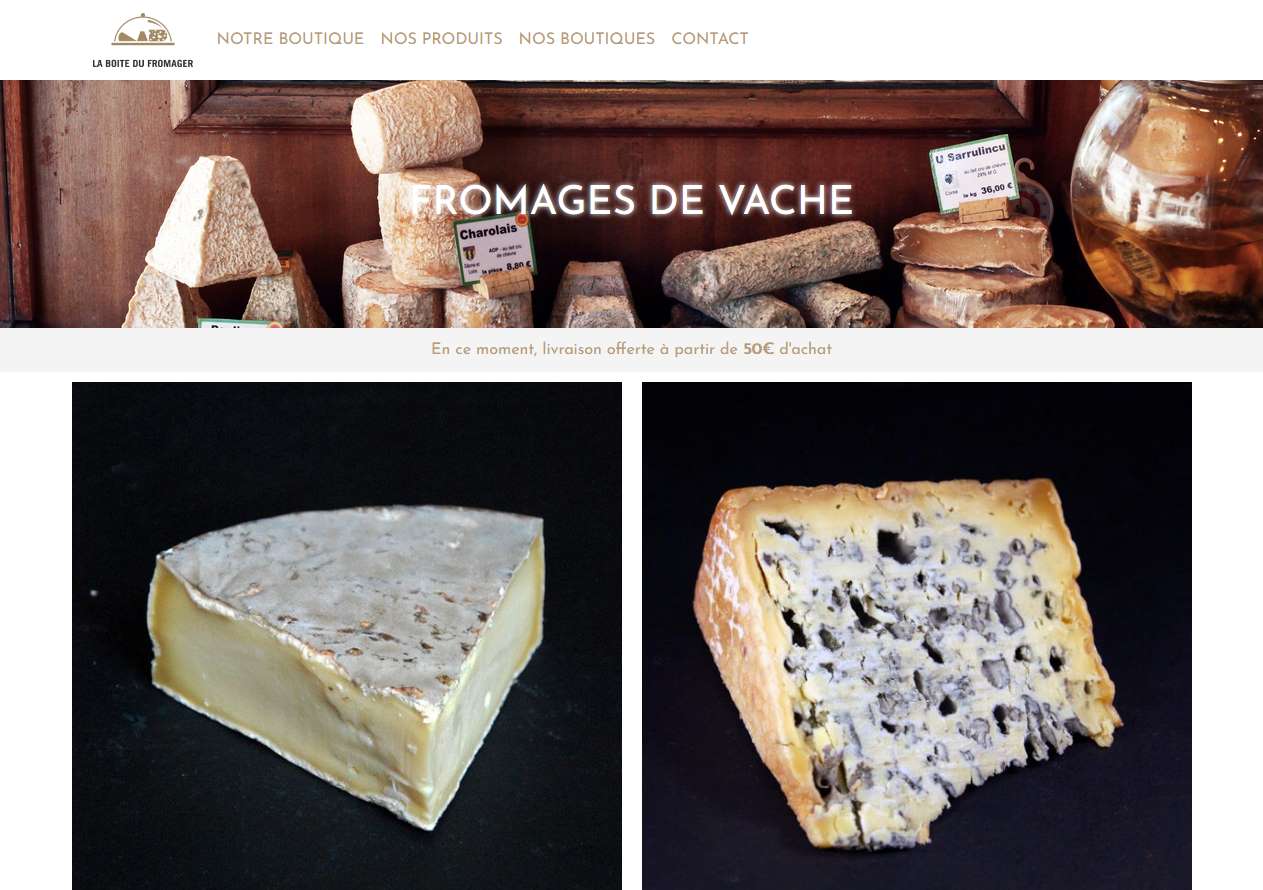 LA BOITE DU FROMAGER
NOTRE BOUTIQUE NOS PRODUITS NOS BOUTIQUES CONTACT
FROMAGES DE VACHE
U Sarrulincu
au lait cru de chèvre -
Corse
le kg 36,00 €
Charolais
AOP - au lait cru
de chèvre
Saône et
Loire
la pièce 8,80 €
En ce moment, livraison offerte à partir de 50€ d'achat